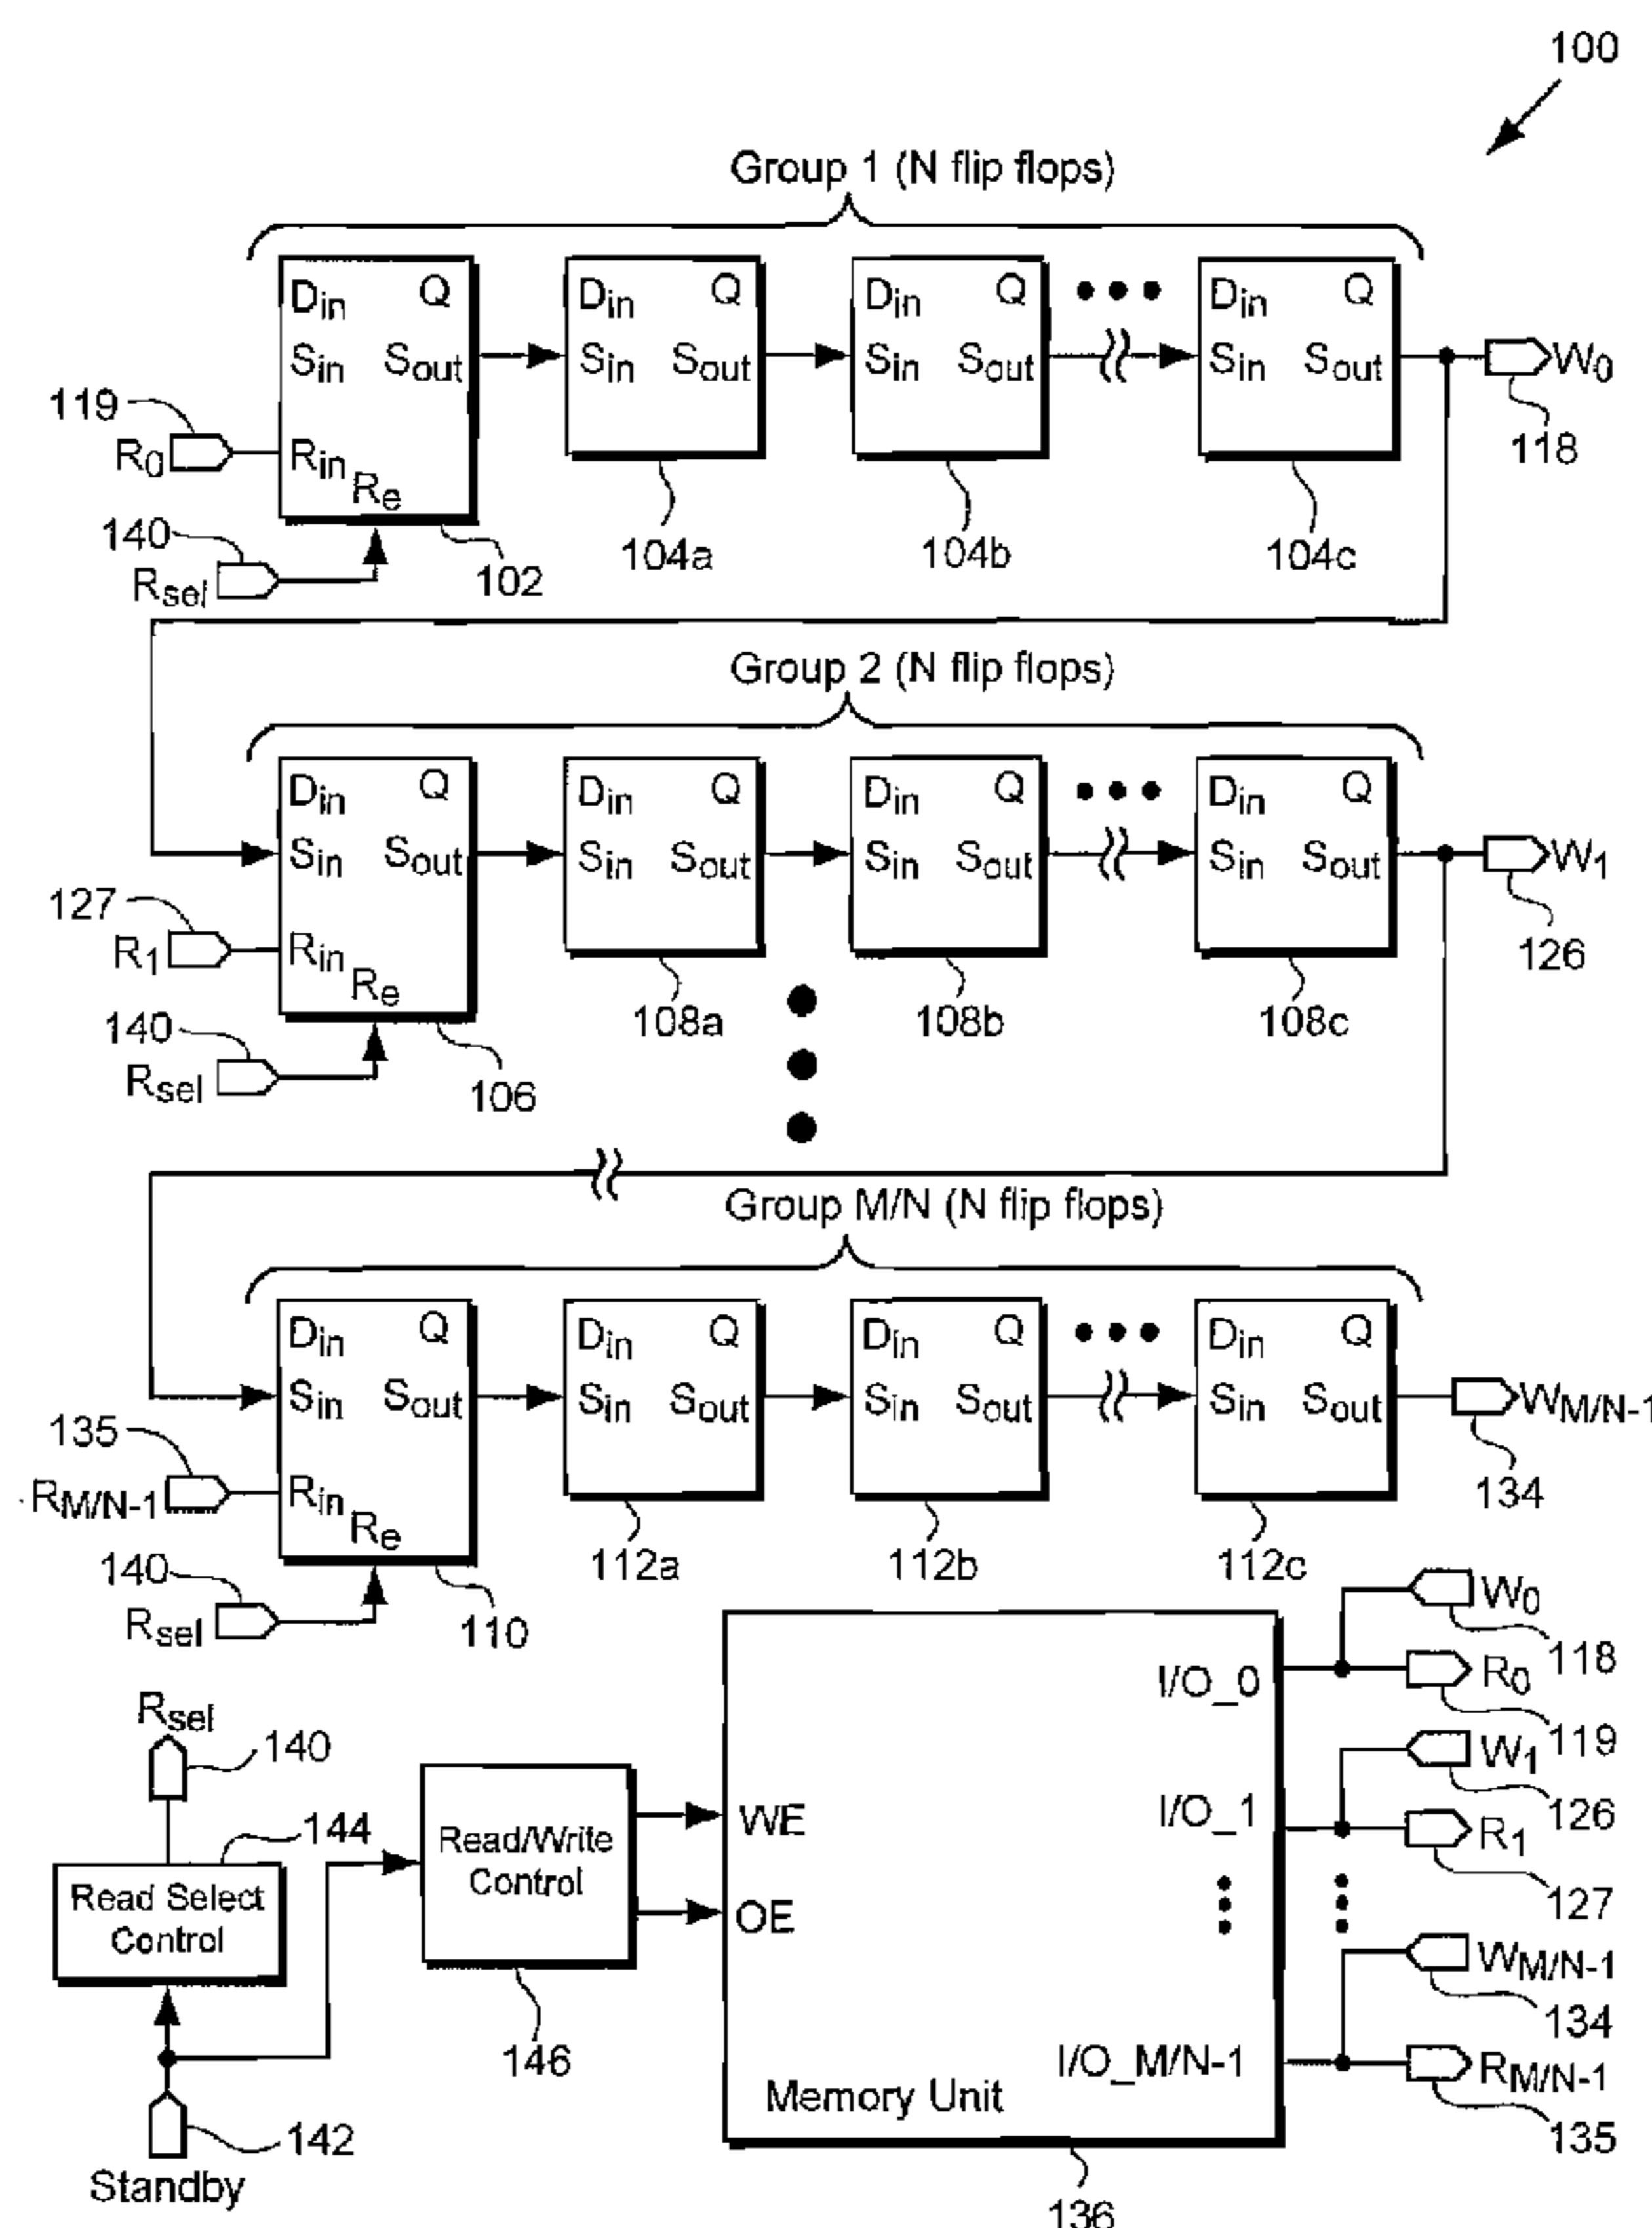 100
Group 1 (N flip flops)
Din Q Din Q Din Q Din Q
Sin Sout Sin Sout Sin Sout Sin Sout W0
119
R0 Rin
Re
118
140
Rsel
102
104a
104b
104c
Group 2 (N flip flops)
Din Q Din Q Din Q Din Q
Sin Sout Sin Sout Sin Sout Sin Sout W1
127
R1 Rin
Re
126
140
Rsel
106
108a
108b
108c
Group M/N (N flip flops)
Din Q Din Q Din Q Din Q
Sin Sout Sin Sout Sin Sout Sin Sout WM/N-1
135
RM/N-1 Rin
Re
134
140
Rsel
110
112a
112b
112c
W0
118
I/O_0
R0
119
Rsel
140
W1
126
I/O_1
R1
127
144
Read Select
Control
Read/Write
Control
WE
OE
WM/N-1
134
146
I/O_M/N-1
RM/N-1
135
Memory Unit
142
Standby
136